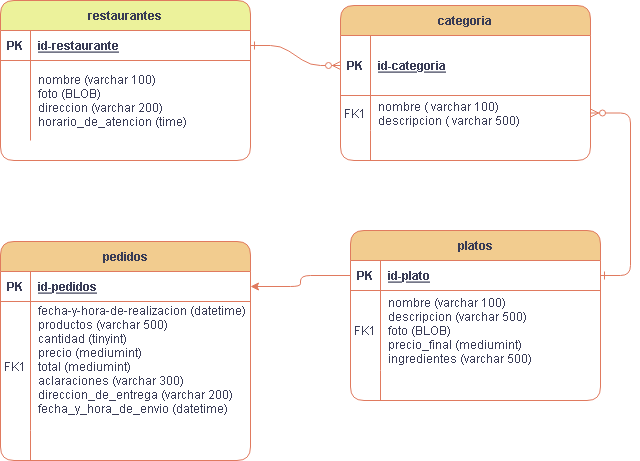 restaurantes
PK id-restaurante
nombre (varchar 100)
foto (BLOB)
direccion (varchar 200)
horario_de_atencion (time)
categoria
PK id-categoria
FK1
nombre ( varchar 100)
descripcion ( varchar 500)
pedidos
PK id-pedidos
fecha-y-hora-de-realizacion (datetime)
productos (varchar 500)
cantidad (tinyint)
precio (mediumint)
FK1 total (mediumint)
aclaraciones (varchar 300)
direccion_de_entrega (varchar 200)
fecha_y_hora_de_envio (datetime)
platos
PK id-plato
nombre (varchar 100)
descripcion (varchar 500)
FK1 foto (BLOB)
precio_final (mediumint)
ingredientes (varchar 500)